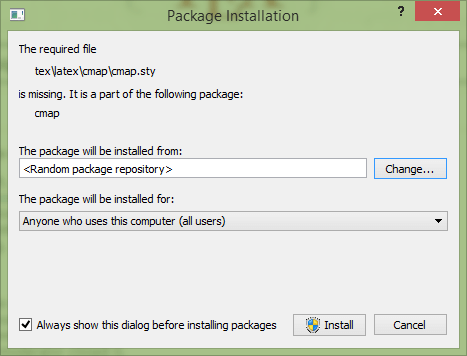 Package Installation
?
The required file
tex\latex\cmap\cmap.sty
is missing. It is a part of the following package:
cmap
The package will be installed from:
<Random package repository>
Change...
The package will be installed for:
Anyone who uses this computer (all users)
Always show this dialog before installing packages
Install
Cancel